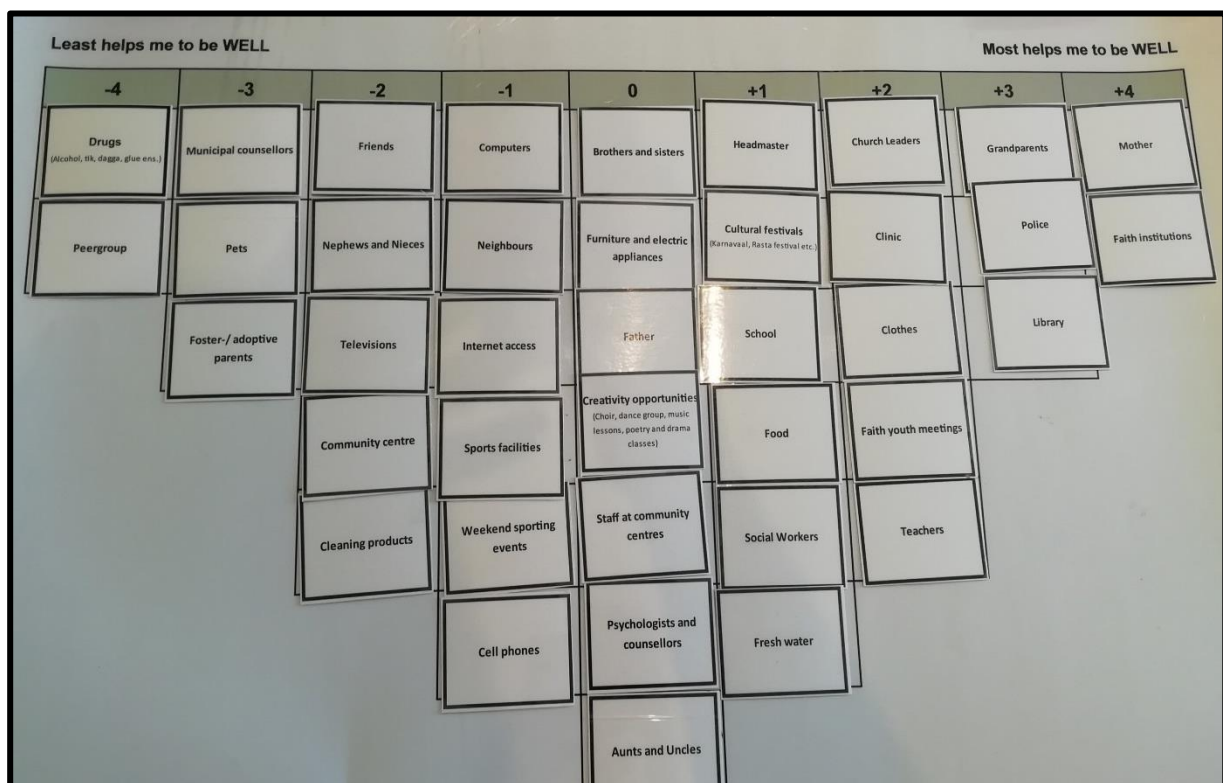 Least helps me to be WELL
Most helps me to be WELL
-4 -3 -2 -1 0 +1 +2 +3 +4
Drugs
(Alcohol, tik, dagga, glue ens.)
Municipal counsellors
Friends
Computers
Brothers and sisters
Headmaster
Church Leaders
Grandparents
Mother
Peergroup
Pets
Nephews and Nieces
Neighbours
Furniture and electric
appliances
Cultural festivals
(Karnavaal, Rasta festival etc.)
Clinic
Police
Faith institutions
Foster-/ adoptive
parents
Televisions
Internet access
Father
School
Clothes
Library
Community centre
Sports facilities
Creativity opportunities
(Choir, dance group, music
lessons, poetry and drama
classes)
Food
Faith youth meetings
Cleaning products
Weekend sporting
events
Staff at community
centres
Social Workers
Teachers
Cell phones
Psychologists and
counsellors
Fresh water
Aunts and Uncles